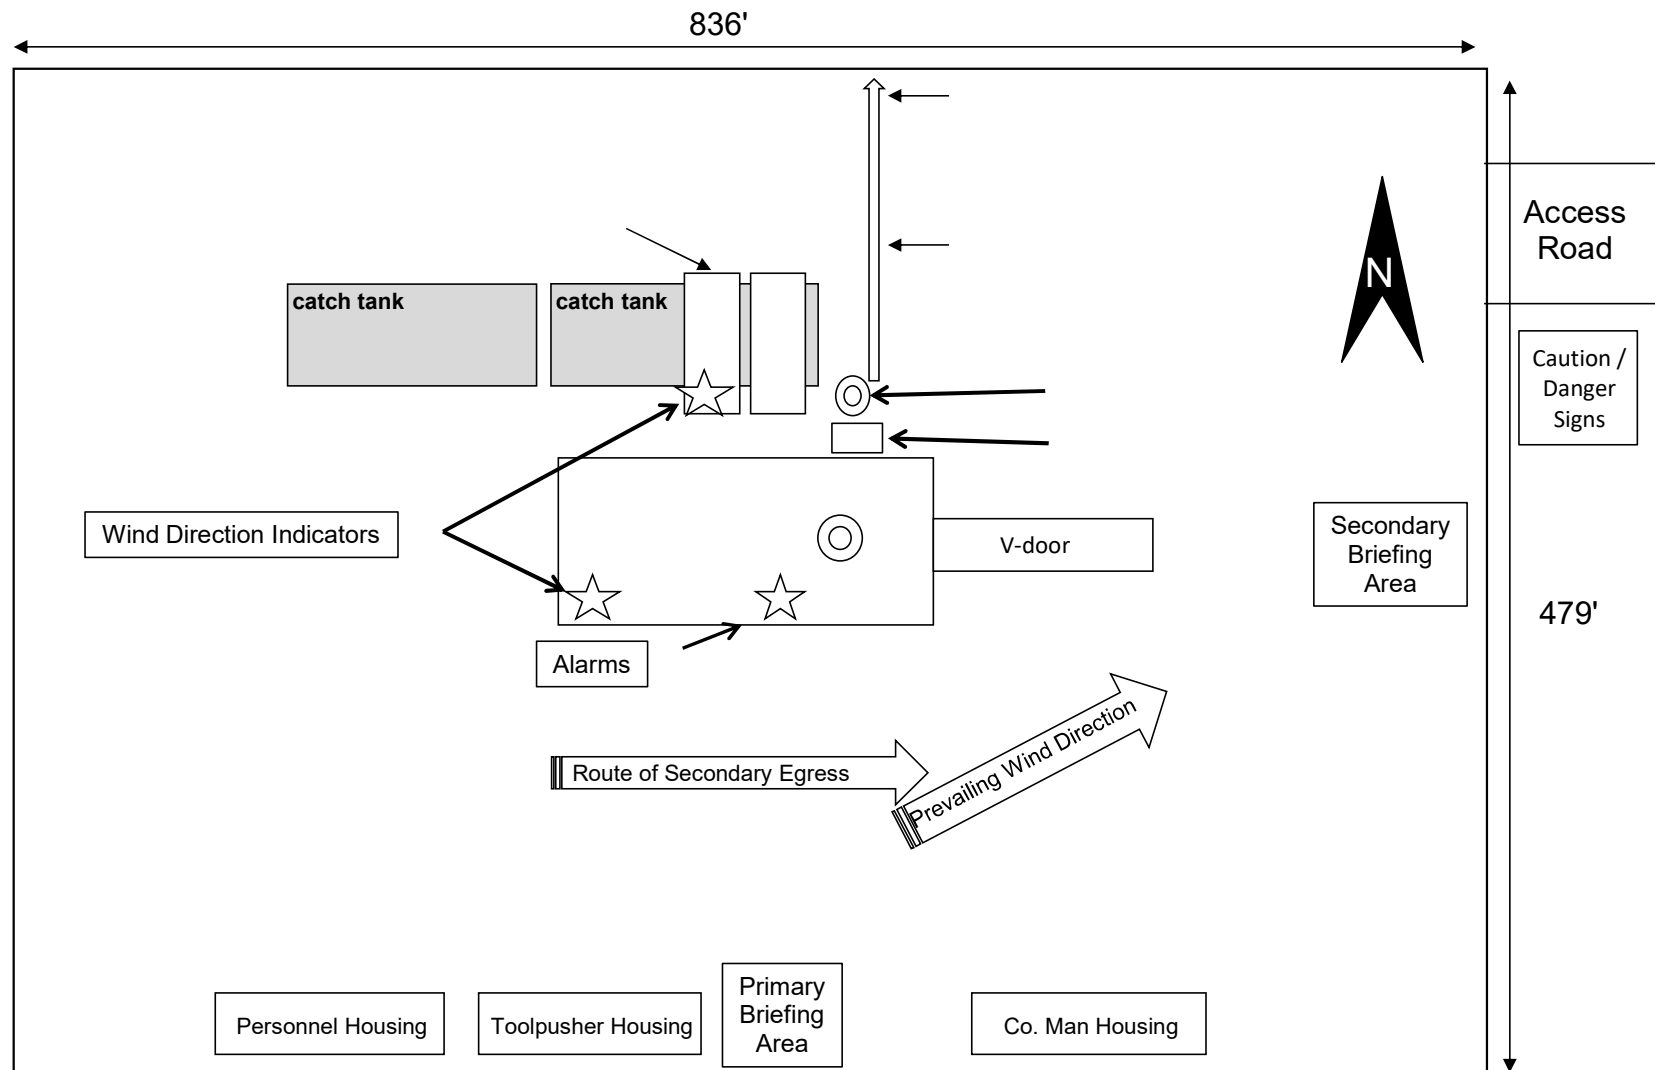 836'
Access
Road
N
catch tank
catch tank
Caution /
Danger
Signs
Wind Direction Indicators
V-door
Secondary
Briefing
Area
479'
Alarms
Prevailing Wind Direction
Route of Secondary Egress
Primary
Briefing
Area
Personnel Housing
Toolpusher Housing
Co. Man Housing